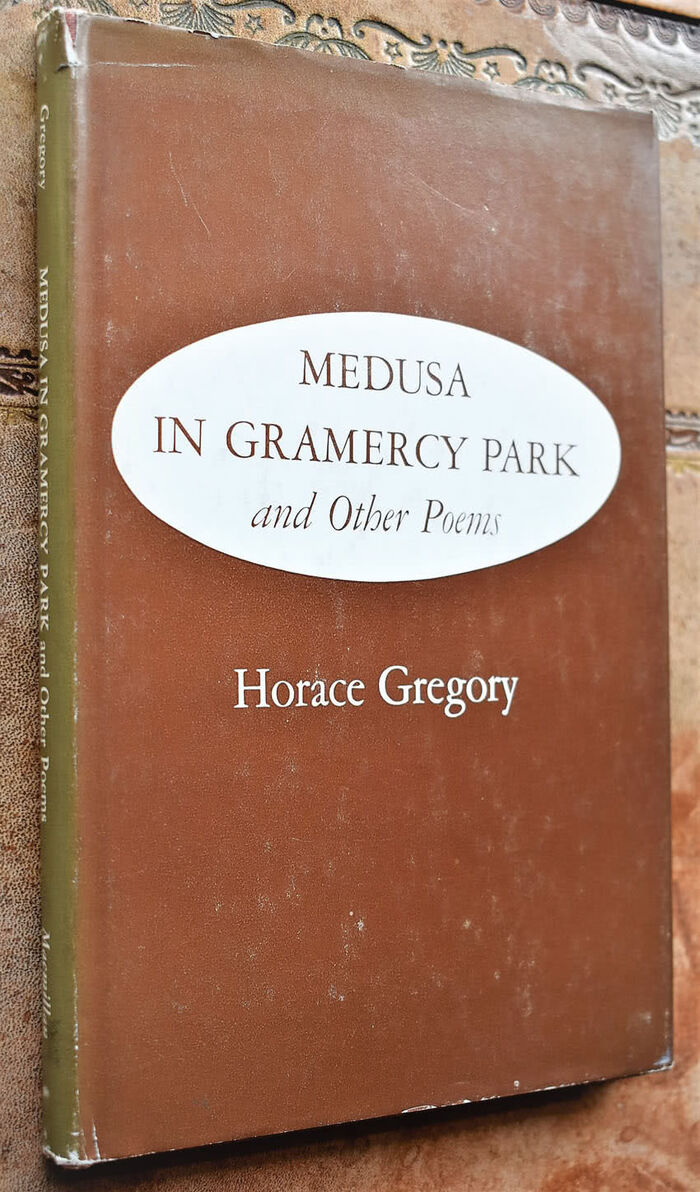 MEDUSA
IN GRAMERCY PARK
and Other Poems
Horace Gregory
Gregory MEDUSA IN GRAMERCY PARK and Other Poems Macmillan